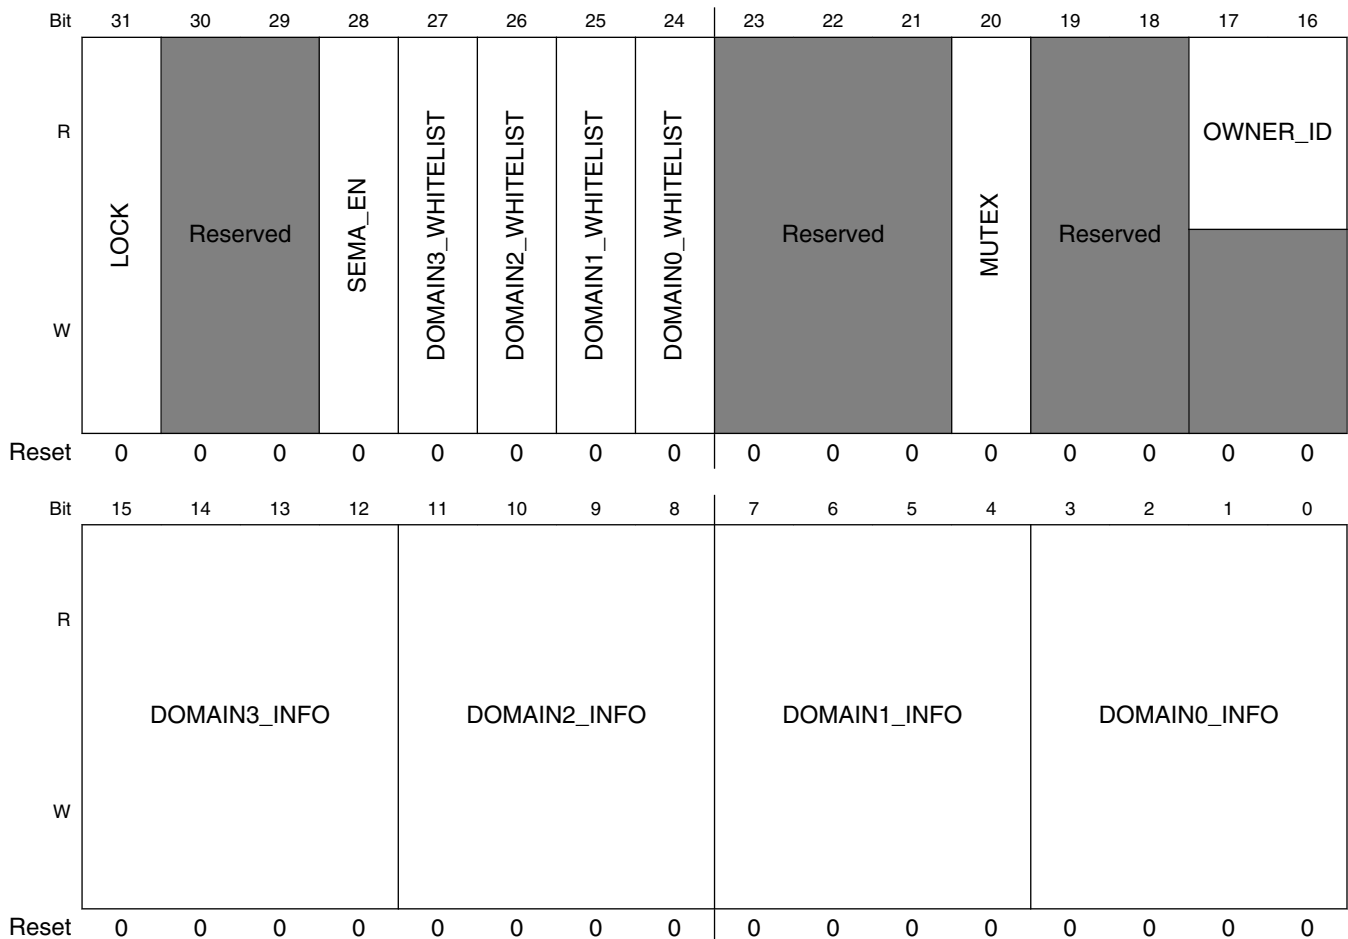 Bit 31 30 29 28 27 26 25 24 23 22 21 20 19 18 17 16
R
W
LOCK
Reserved
SEMA_EN
DOMAIN3_WHITELIST
DOMAIN2_WHITELIST
DOMAIN1_WHITELIST
DOMAIN0_WHITELIST
Reserved
MUTEX
Reserved
OWNER_ID
Reset 0 0 0 0 0 0 0 0 0 0 0 0 0 0 0 0
Bit 15 14 13 12 11 10 9 8 7 6 5 4 3 2 1 0
R
DOMAIN3_INFO DOMAIN2_INFO DOMAIN1_INFO DOMAIN0_INFO
W
Reset 0 0 0 0 0 0 0 0 0 0 0 0 0 0 0 0